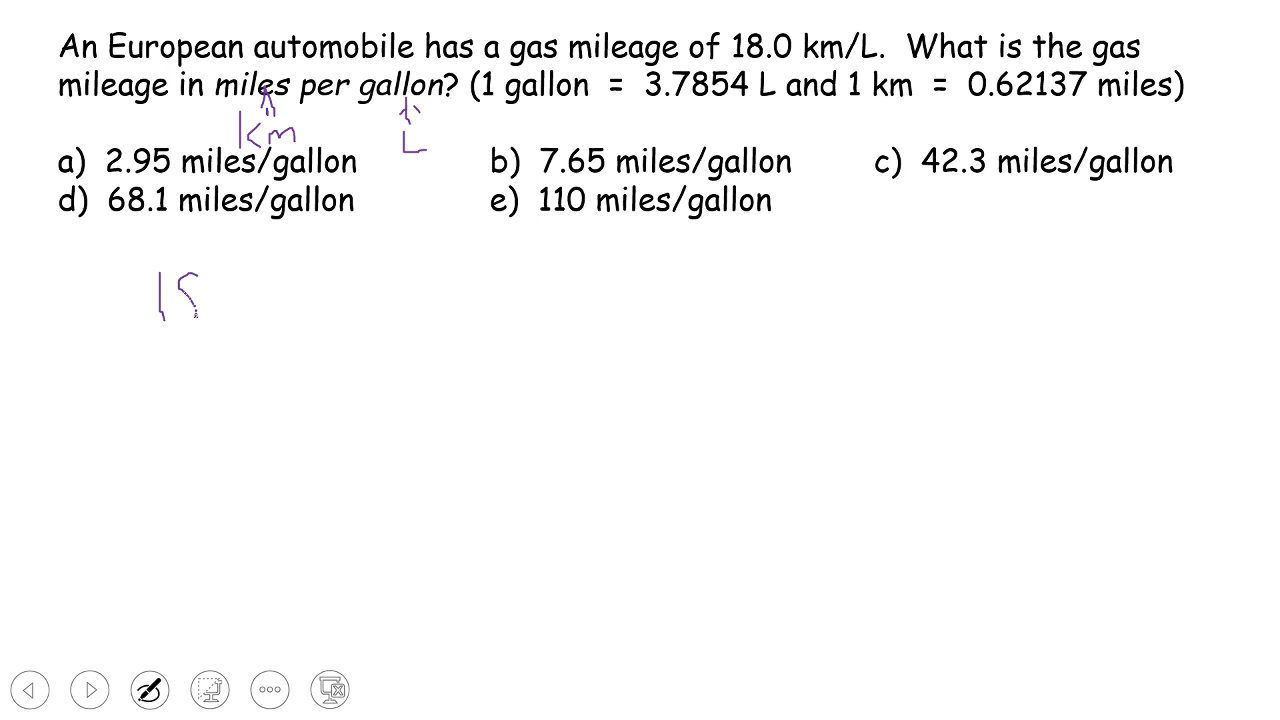 An European automobile has a gas mileage of 18.0 km/L. What is the gas
mileage in miles per gallon? (1 gallon = 3.7854 L and 1 km = 0.62137 miles)
km L
a) 2.95 miles/gallon b) 7.65 miles/gallon c) 42.3 miles/gallon
d) 68.1 miles/gallon e) 110 miles/gallon